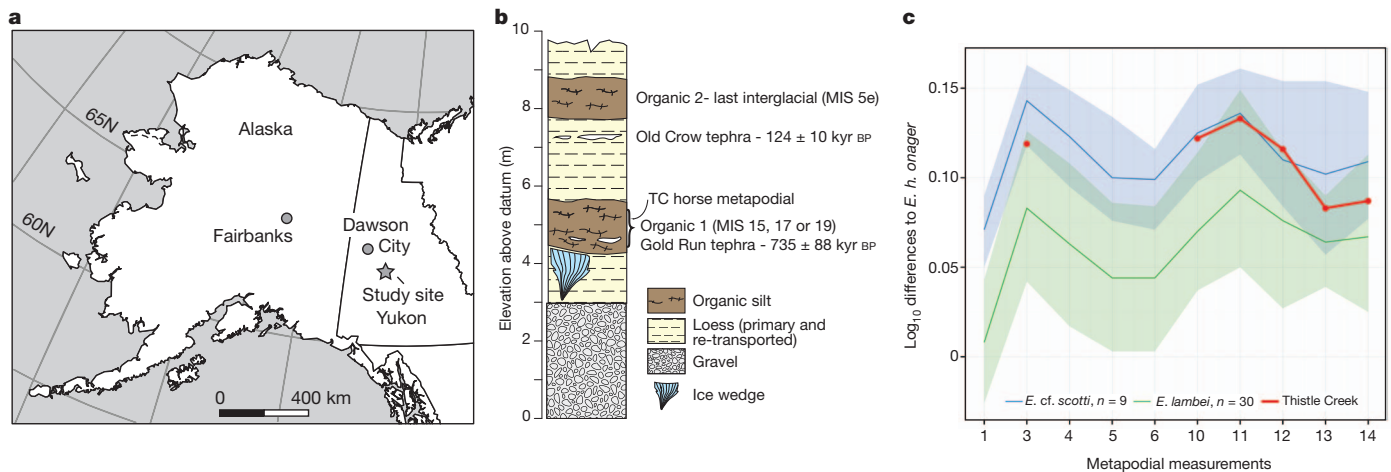 a
65N
60N
Alaska
Fairbanks
Dawson
City
Study site
Yukon
0 400 km
b
Elevation above datum (m)
10
8
6
4
2
0
Organic 2- last interglacial (MIS 5e)
Old Crow tephra - 124 ± 10 kyr BP
TC horse metapodial
Organic 1 (MIS 15, 17 or 19)
Gold Run tephra - 735 ± 88 kyr BP
Organic silt
Loess (primary and
re-transported)
Gravel
Ice wedge
c
Log10 differences to E. h. onager
0.15
0.10
0.05
0
E. cf. scotti, n = 9 E. lambei, n = 30 Thistle Creek
1 3 4 5 6 10 11 12 13 14
Metapodial measurements